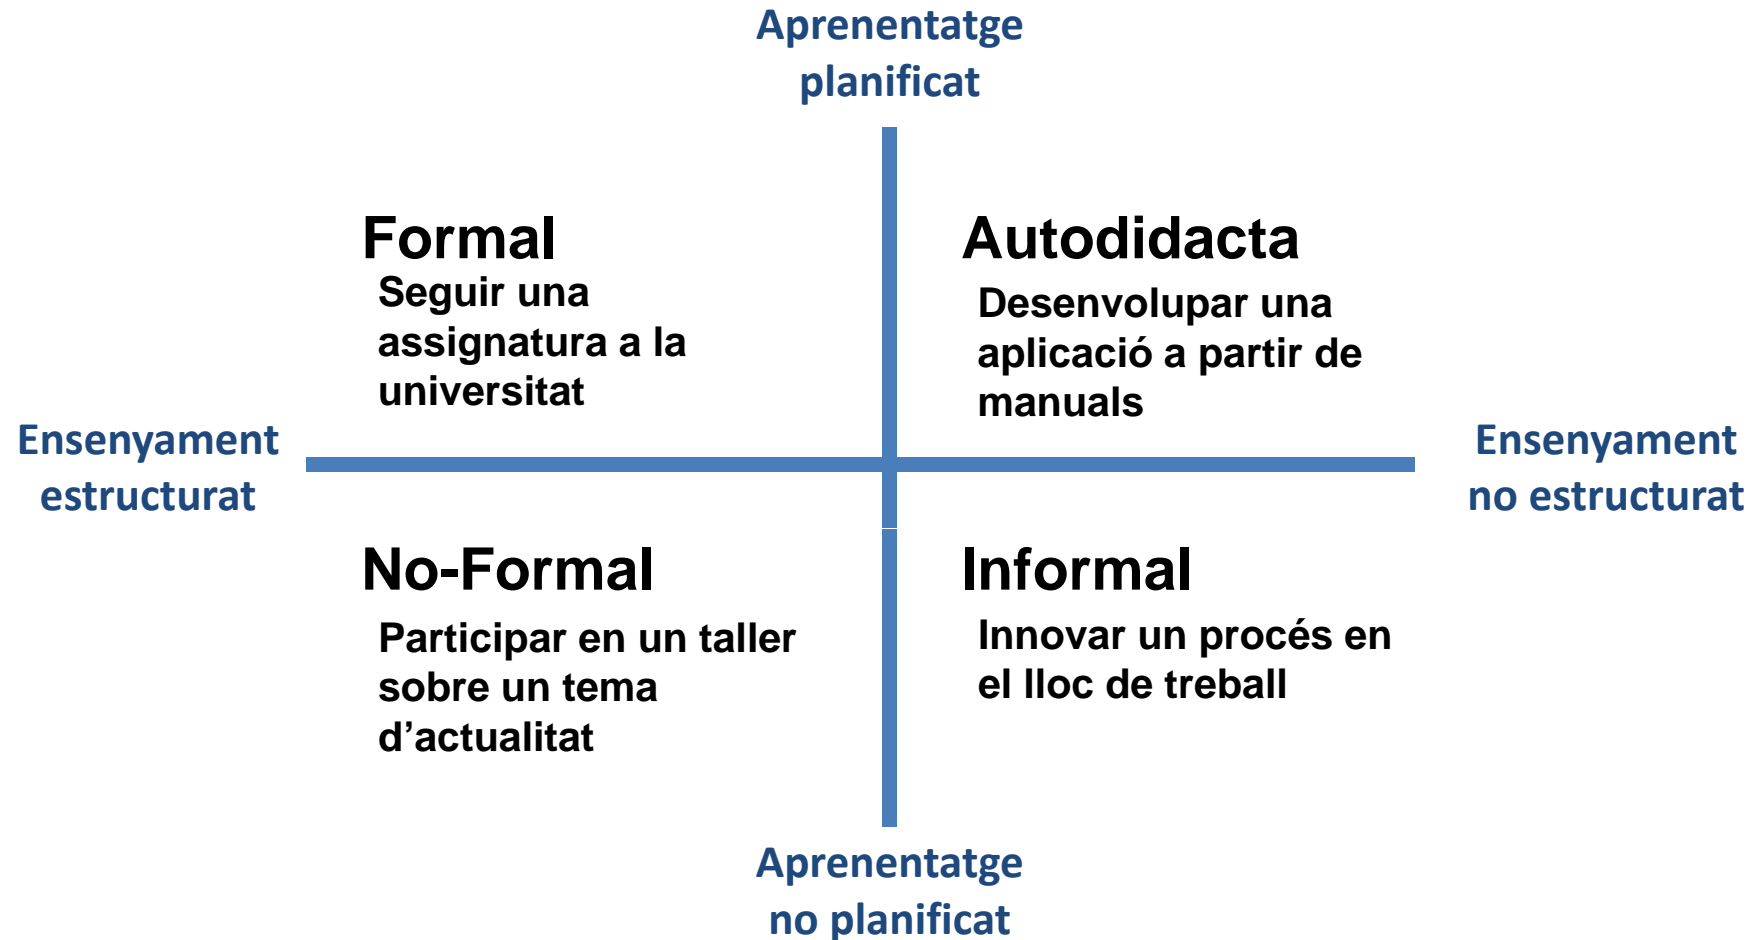 Aprenentatge
planificat
Formal
Seguir una
assignatura a la
universitat
Autodidacta
Desenvolupar una
aplicació a partir de
manuals
Ensenyament
estructurat
Ensenyament
no estructurat
No-Formal
Participar en un taller
sobre un tema
d’actualitat
Informal
Innovar un procés en
el lloc de treball
Aprenentatge
no planificat